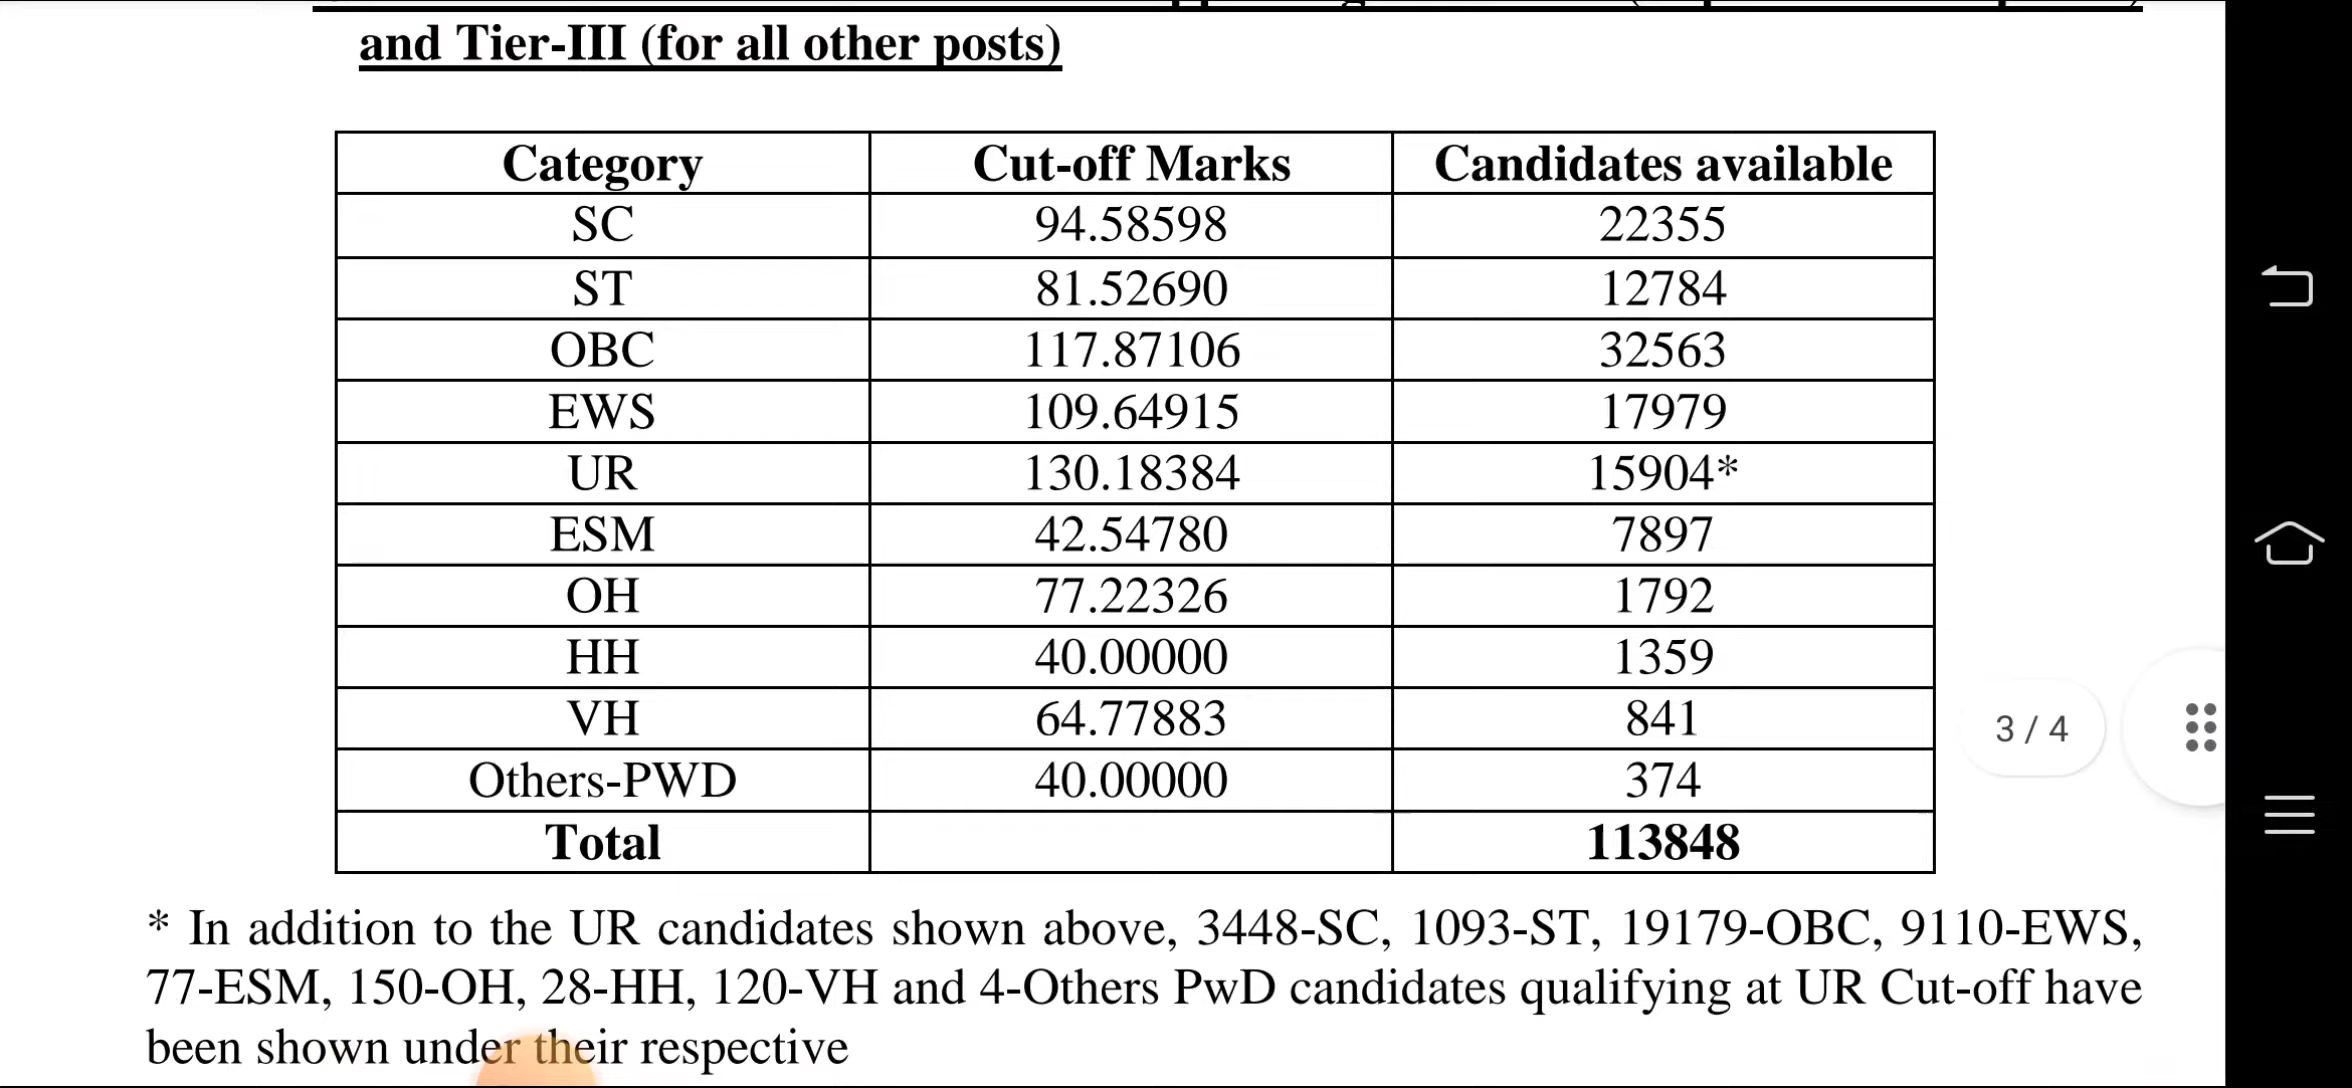 and Tier-III (for all other posts)
Category Cut-off Marks Candidates available
SC 94.58598 22355
ST 81.52690 12784
OBC 117.87106 32563
EWS 109.64915 17979
UR 130.18384 15904*
ESM 42.54780 7897
OH 77.22326 1792
HH 40.00000 1359
VH 64.77883 841
Others-PWD 40.00000 374
Total 113848
3 / 4
* In addition to the UR candidates shown above, 3448-SC, 1093-ST, 19179-OBC, 9110-EWS,
77-ESM, 150-OH, 28-HH, 120-VH and 4-Others PwD candidates qualifying at UR Cut-off have
been shown under their respective